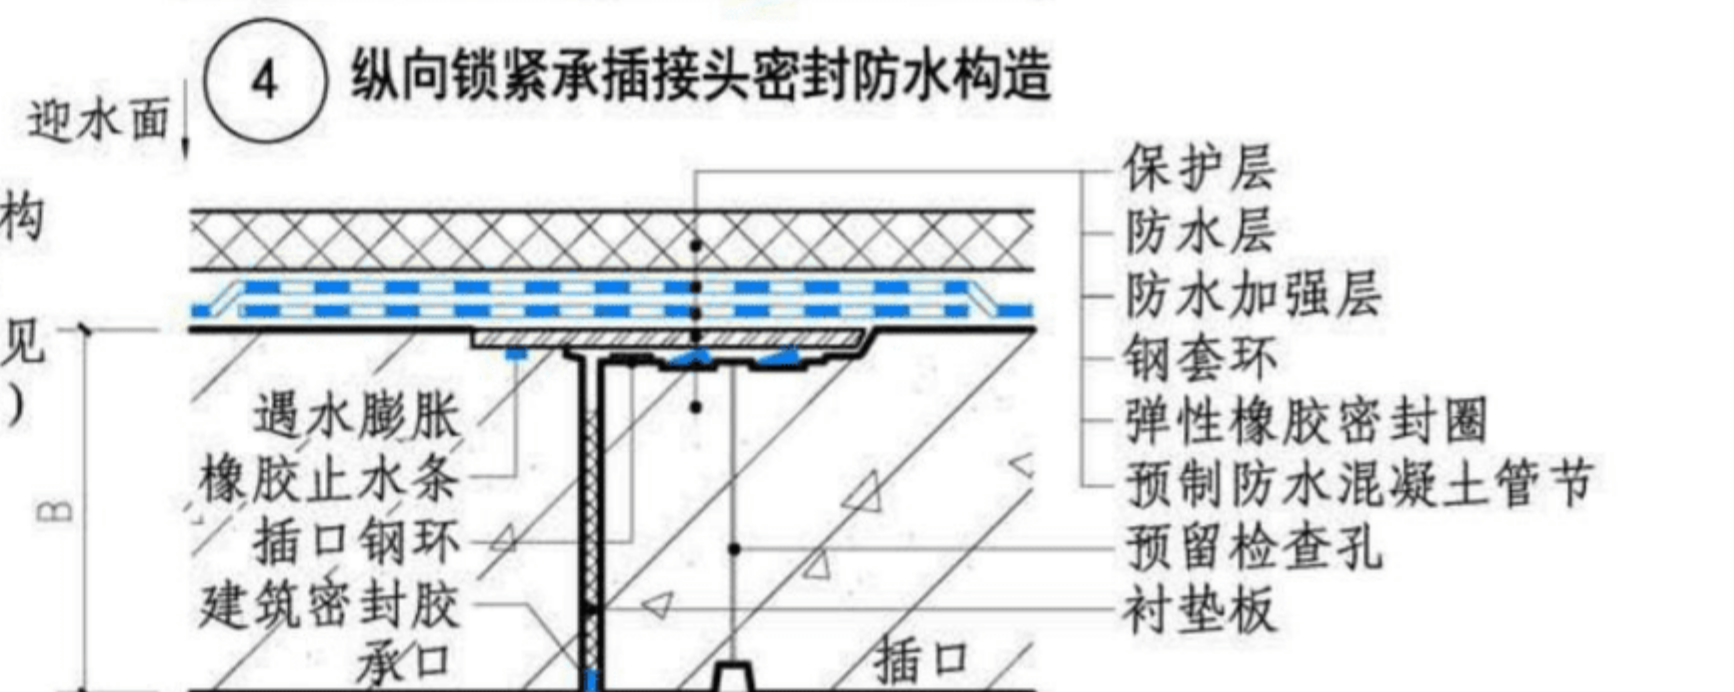 4 纵向锁紧承插接头密封防水构造
迎水面
构
见
)
B
保护层
防水层
防水加强层
钢套环
弹性橡胶密封圈
预制防水混凝土管节
预留检查孔
衬垫板
遇水膨胀
橡胶止水条
插口钢环
建筑密封胶
承口
插口